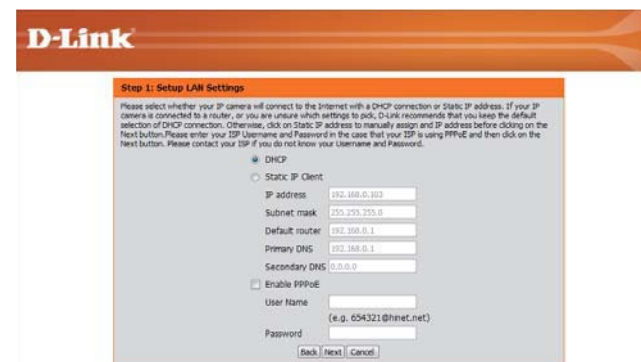 D-Link
Step 1: Setup LAN Settings
Please select whether your IP camera will connect to the Internet with a DHCP connection or Static IP address. If your IP
camera is connected to a router, or you are unsure which settings to pick, D-Link recommends that you keep the default
selection of DHCP connection. Otherwise, click on Static IP address to manually assign and IP address before clicking on the
Next button.Please enter your ISP Username and Password in the case that your ISP is using PPPoE and then click on the
Next button. Please contact your ISP if you do not know your Username and Password.
DHCP
Static IP Client
IP address 192.168.0.103
Subnet mask 255.255.255.0
Default router 192.168.0.1
Primary DNS 192.168.0.1
Secondary DNS 0.0.0.0
Enable PPPoE
User Name
(e.g. 654321@hinet.net)
Password
Back Next Cancel